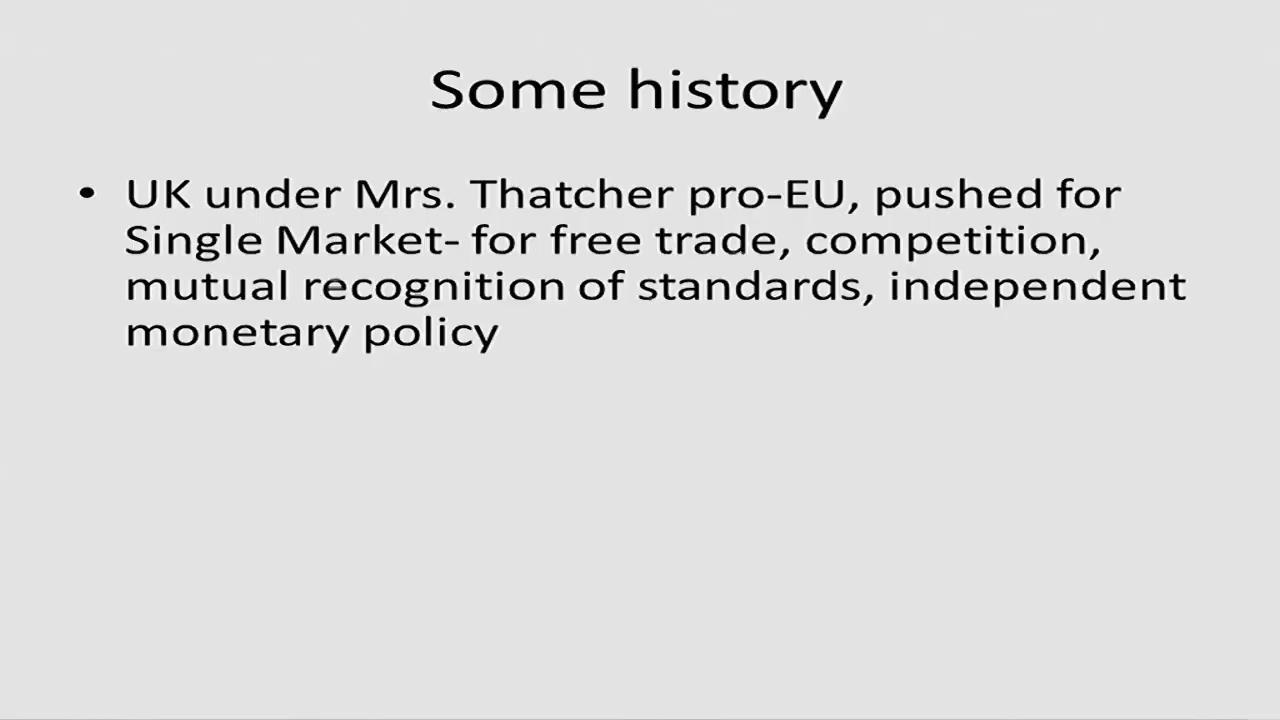 Some history
• UK under Mrs. Thatcher pro-EU, pushed for
Single Market- for free trade, competition,
mutual recognition of standards, independent
monetary policy